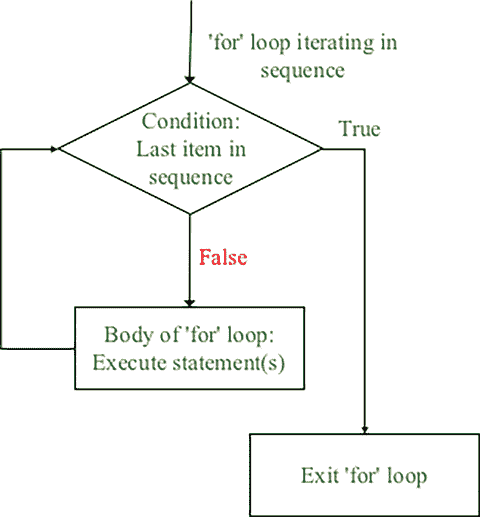 'for' loop iterating in
sequence
Condition:
Last item in
sequence
True
False
Body of 'for' loop:
Execute statement(s)
Exit 'for' loop